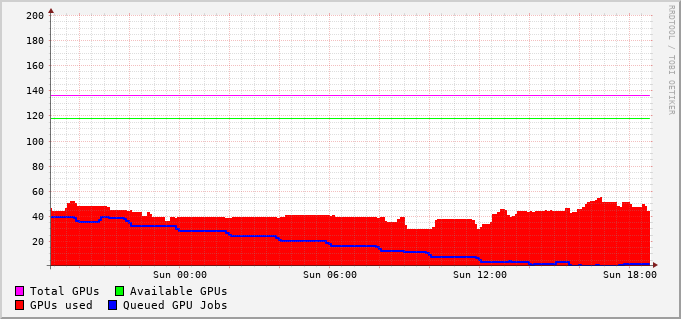 200
180
160
140
120
100
80
60
40
20
Sun 00:00 Sun 06:00 Sun 12:00 Sun 18:00
Total GPUs Available GPUs
GPUs used Queued GPU Jobs
RRDTOOL / TOBI OETIKER